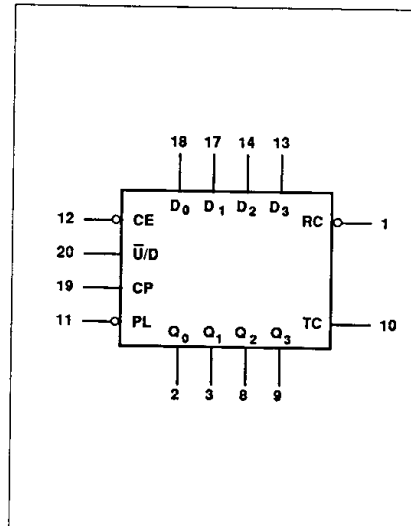 18 17 14 13
D0 D1 D2 D3
12 CE RC 1
20 U̅/D
19 CP
11 PL TC 10
Q0 Q1 Q2 Q3
2 3 8 9